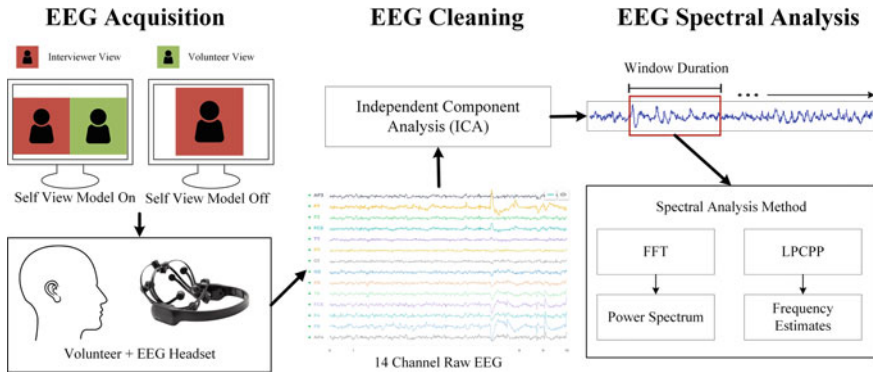 EEG Acquisition
Interviewer View
Volunteer View
Self View Model On
Self View Model Off
Volunteer + EEG Headset
EEG Cleaning
Independent Component
Analysis (ICA)
14 Channel Raw EEG
EEG Spectral Analysis
Window Duration
Spectral Analysis Method
FFT
LPCPP
Power Spectrum
Frequency
Estimates